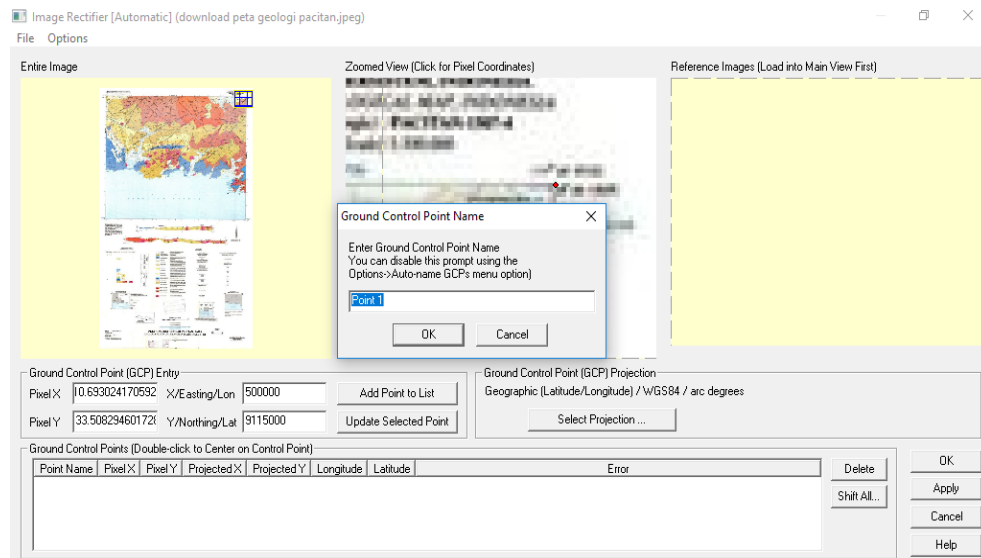 Image Rectifier [Automatic] (download peta geologi pacitan.jpeg)
File Options
Entire Image
Zoomed View (Click for Pixel Coordinates)
Reference Images (Load into Main View First)
Ground Control Point Name
Enter Ground Control Point Name
You can disable this prompt using the
Options->Auto-name GCPs menu option)
Point 1
OK Cancel
Ground Control Point (GCP) Entry
Pixel X 0.693024170592 X/Easting/Lon 500000 Add Point to List
Pixel Y 33.508294601728 Y/Northing/Lat 9115000 Update Selected Point
Ground Control Point (GCP) Projection
Geographic (Latitude/Longitude) / WGS84 / arc degrees
Select Projection ...
Ground Control Points (Double-click to Center on Control Point)
Point Name Pixel X Pixel Y Projected X Projected Y Longitude Latitude Error
Delete
Shift All...
OK
Apply
Cancel
Help